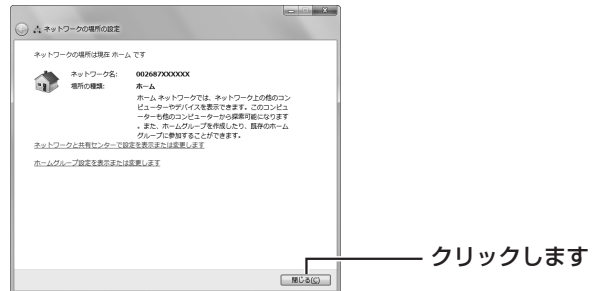 ネットワークの場所の設定
ネットワークの場所は現在 ホーム です
ネットワーク名: 002687XXXXXX
場所の種類: ホーム
ホーム ネットワークでは、ネットワーク上の他のコン
ピューターやデバイスを表示できます。このコンピュ
ーターも他のコンピューターから探索可能になります
。また、ホームグループを作成したり、既存のホーム
グループに参加することができます。
ネットワークと共有センターで設定を表示または変更します
ホームグループ設定を表示または変更します
閉じる(C)
クリックします